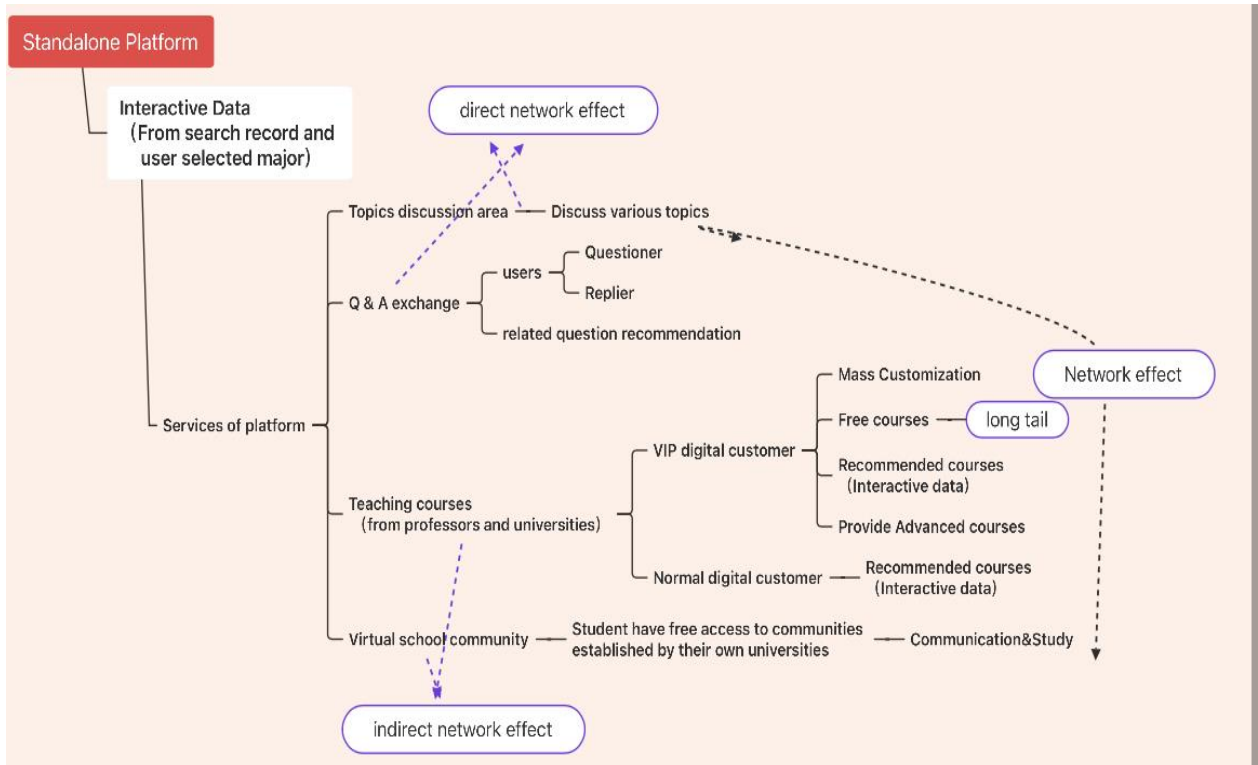 Standalone Platform
Interactive Data
(From search record and
user selected major)
direct network effect
Topics discussion area
Discuss various topics
Questioner
users
Replier
Q & A exchange
related question recommendation
Network effect
Mass Customization
Free courses
long tail
Services of platform
VIP digital customer
Recommended courses
(Interactive data)
Teaching courses
(from professors and universities)
Provide Advanced courses
Normal digital customer
Recommended courses
(Interactive data)
Virtual school community
Student have free access to communities
established by their own universities
Communication&Study
indirect network effect